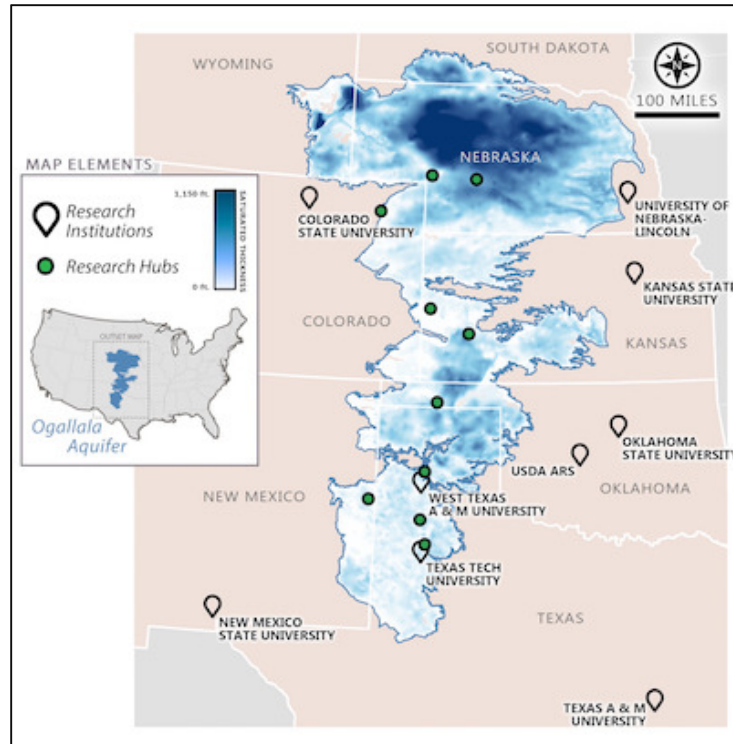 SOUTH DAKOTA
WYOMING
N
100 MILES
MAP ELEMENTS
NEBRASKA
1,150 ft.
SATURATED THICKNESS
0 ft.
Research
Institutions
Research Hubs
COLORADO
STATE UNIVERSITY
UNIVERSITY OF
NEBRASKA-
LINCOLN
KANSAS STATE
UNIVERSITY
COLORADO
KANSAS
OUTSET MAP
Ogallala
Aquifer
OKLAHOMA
STATE UNIVERSITY
USDA ARS
OKLAHOMA
NEW MEXICO
WEST TEXAS
A & M UNIVERSITY
TEXAS TECH
UNIVERSITY
NEW MEXICO
STATE UNIVERSITY
TEXAS
TEXAS A & M
UNIVERSITY